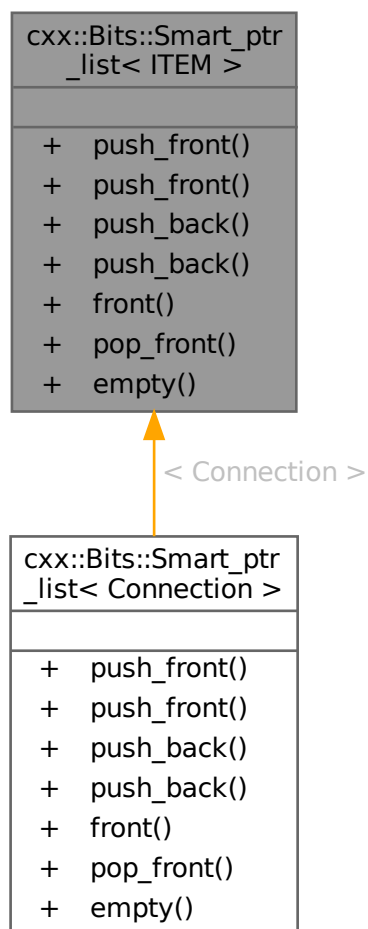 cxx::Bits::Smart_ptr
_list< ITEM >
+ push_front()
+ push_front()
+ push_back()
+ push_back()
+ front()
+ pop_front()
+ empty()
< Connection >
cxx::Bits::Smart_ptr
_list< Connection >
+ push_front()
+ push_front()
+ push_back()
+ push_back()
+ front()
+ pop_front()
+ empty()